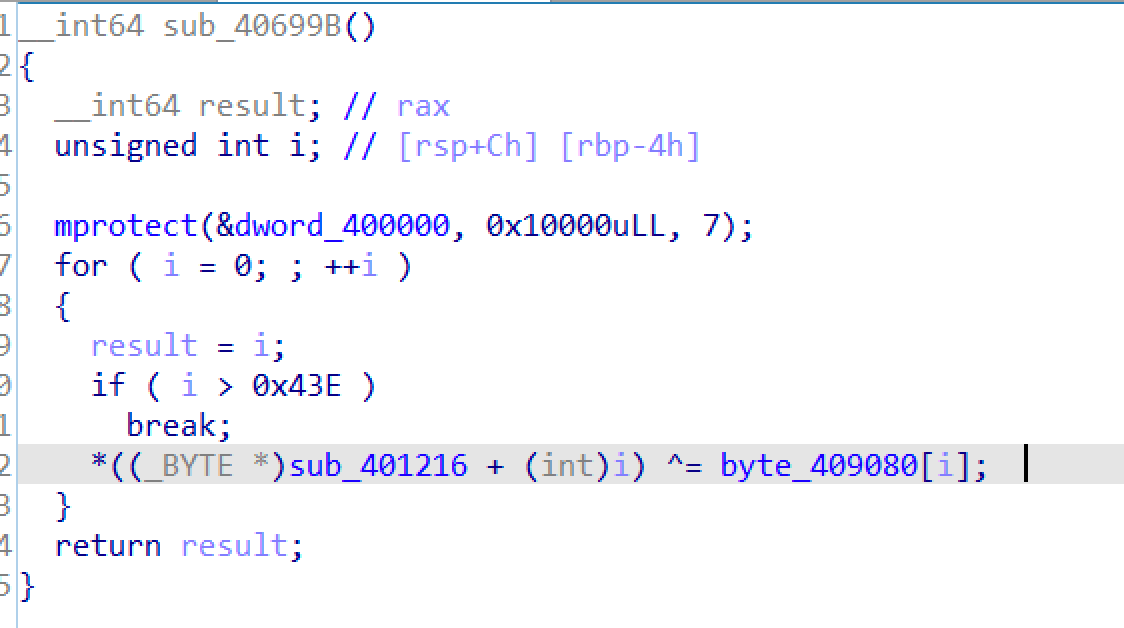 1 __int64 sub_40699B()
2 {
3   __int64 result; // rax
4   unsigned int i; // [rsp+Ch] [rbp-4h]
5
6   mprotect(&dword_400000, 0x10000uLL, 7);
7   for ( i = 0; ; ++i )
8   {
9     result = i;
0     if ( i > 0x43E )
1       break;
2     *((_BYTE *)sub_401216 + (int)i) ^= byte_409080[i];
3   }
4   return result;
5 }